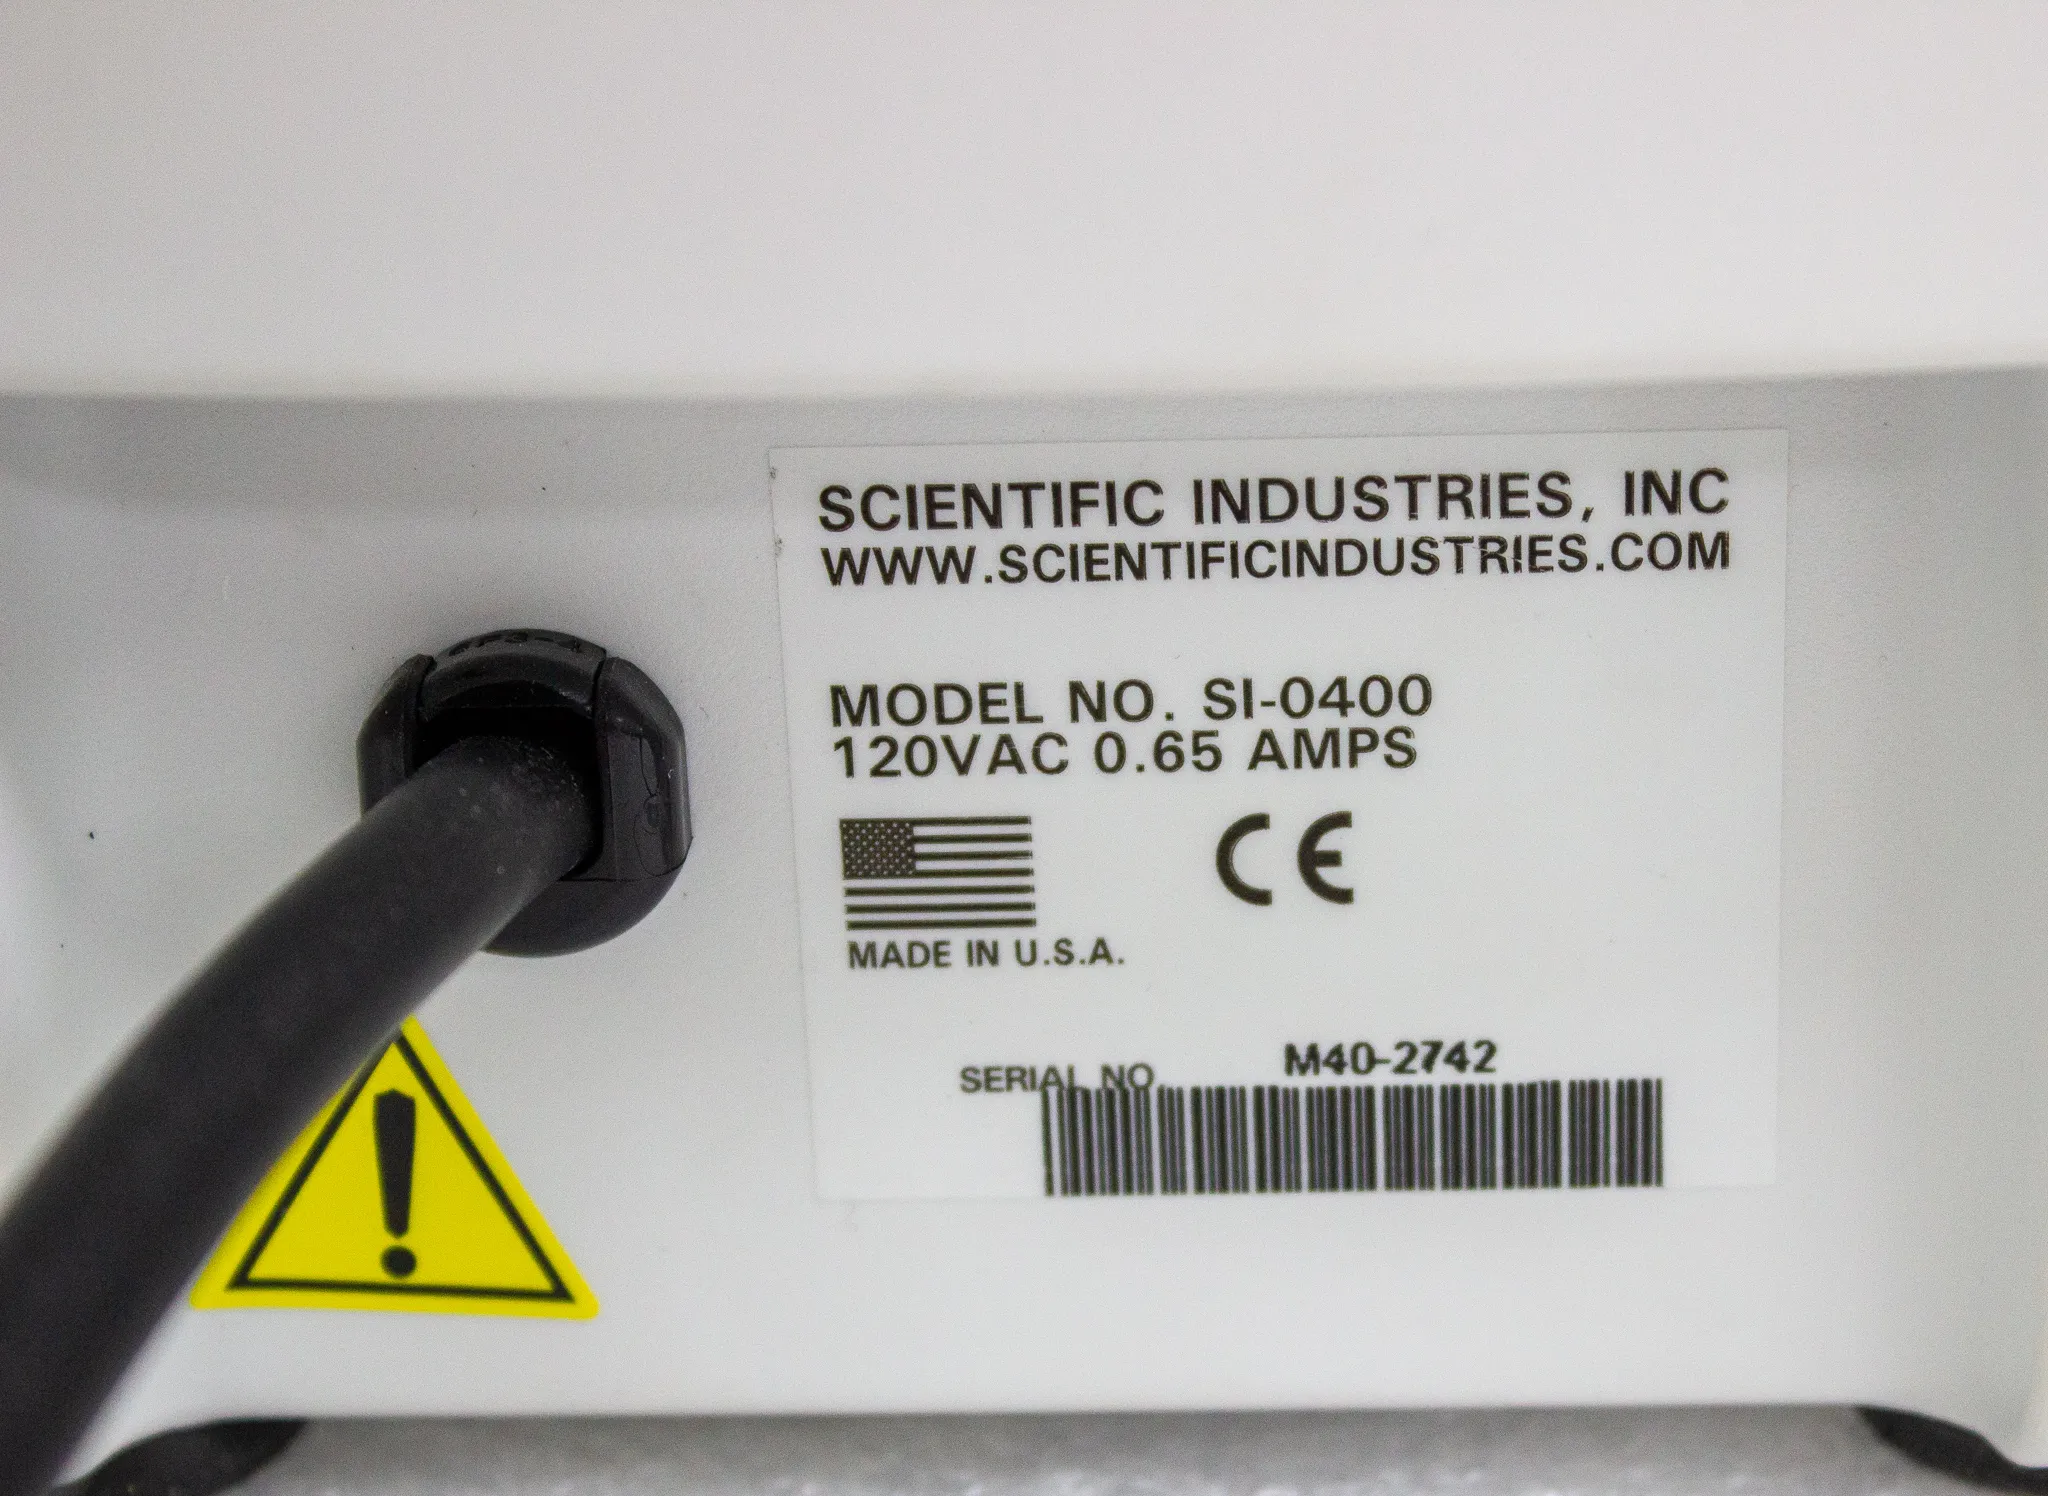 SCIENTIFIC INDUSTRIES, INC
WWW.SCIENTIFICINDUSTRIES.COM
MODEL NO. SI-0400
120VAC 0.65 AMPS
CE
MADE IN U.S.A.
M40-2742
SERIAL NO.